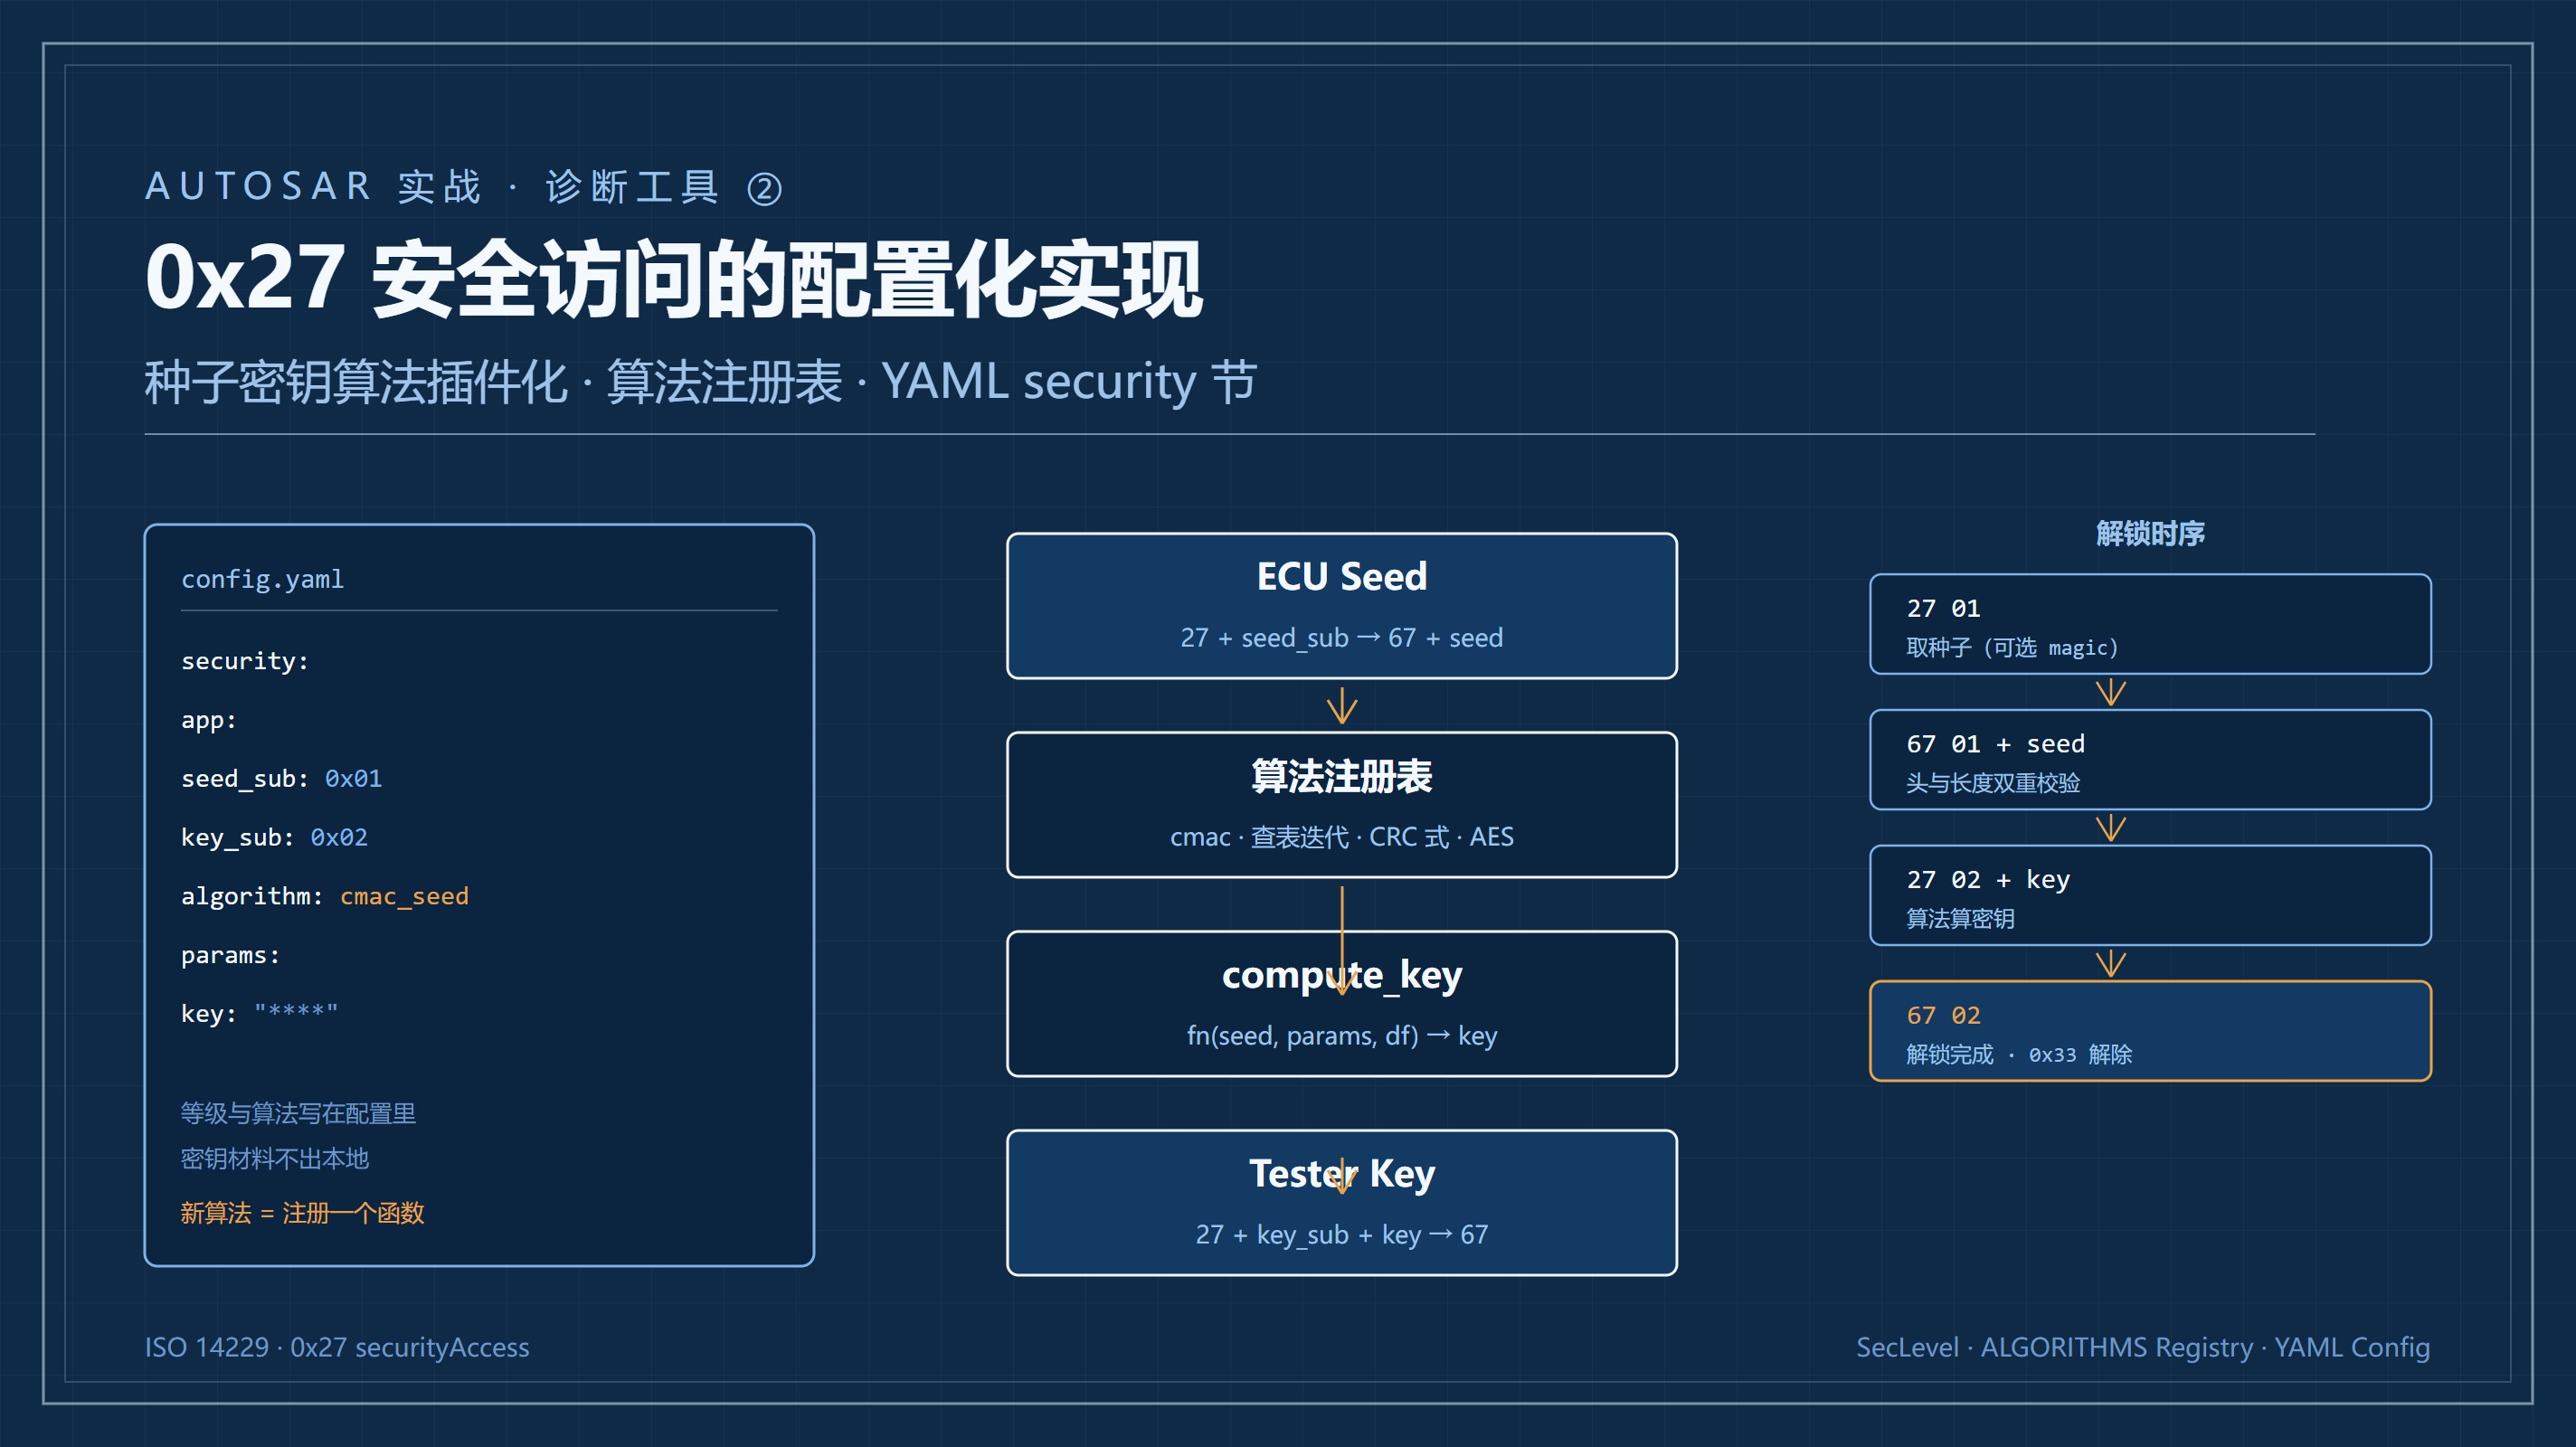 AUTOSAR 实战 · 诊断工具 ②
0x27 安全访问的配置化实现
种子密钥算法插件化 · 算法注册表 · YAML security 节
config.yaml
security:
app:
seed_sub: 0x01
key_sub: 0x02
algorithm: cmac_seed
params:
key: "****"
等级与算法写在配置里
密钥材料不出本地
新算法 = 注册一个函数
ECU Seed
27 + seed_sub → 67 + seed
算法注册表
cmac · 查表迭代 · CRC 式 · AES
compute_key
fn(seed, params, df) → key
Tester Key
27 + key_sub + key → 67
解锁时序
27 01
取种子 (可选 magic)
67 01 + seed
头与长度双重校验
27 02 + key
算法算密钥
67 02
解锁完成 · 0x33 解除
ISO 14229 · 0x27 securityAccess
SecLevel · ALGORITHMS Registry · YAML Config